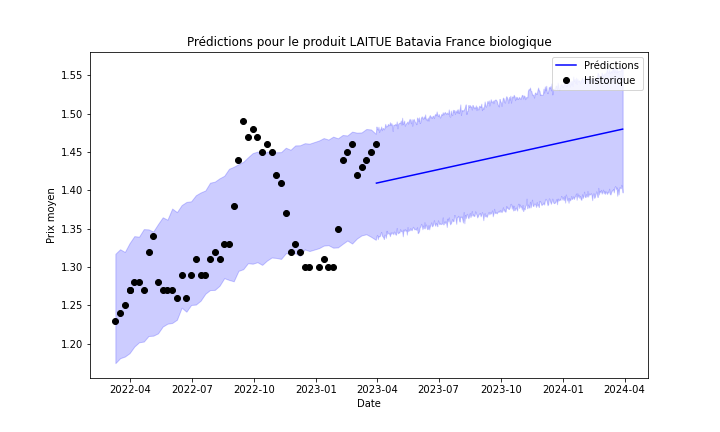 Prédictions pour le produit LAITUE Batavia France biologique
Prédictions
Historique
Prix moyen
1.55
1.50
1.45
1.40
1.35
1.30
1.25
1.20
2022-04 2022-07 2022-10 2023-01 2023-04 2023-07 2023-10 2024-01 2024-04
Date